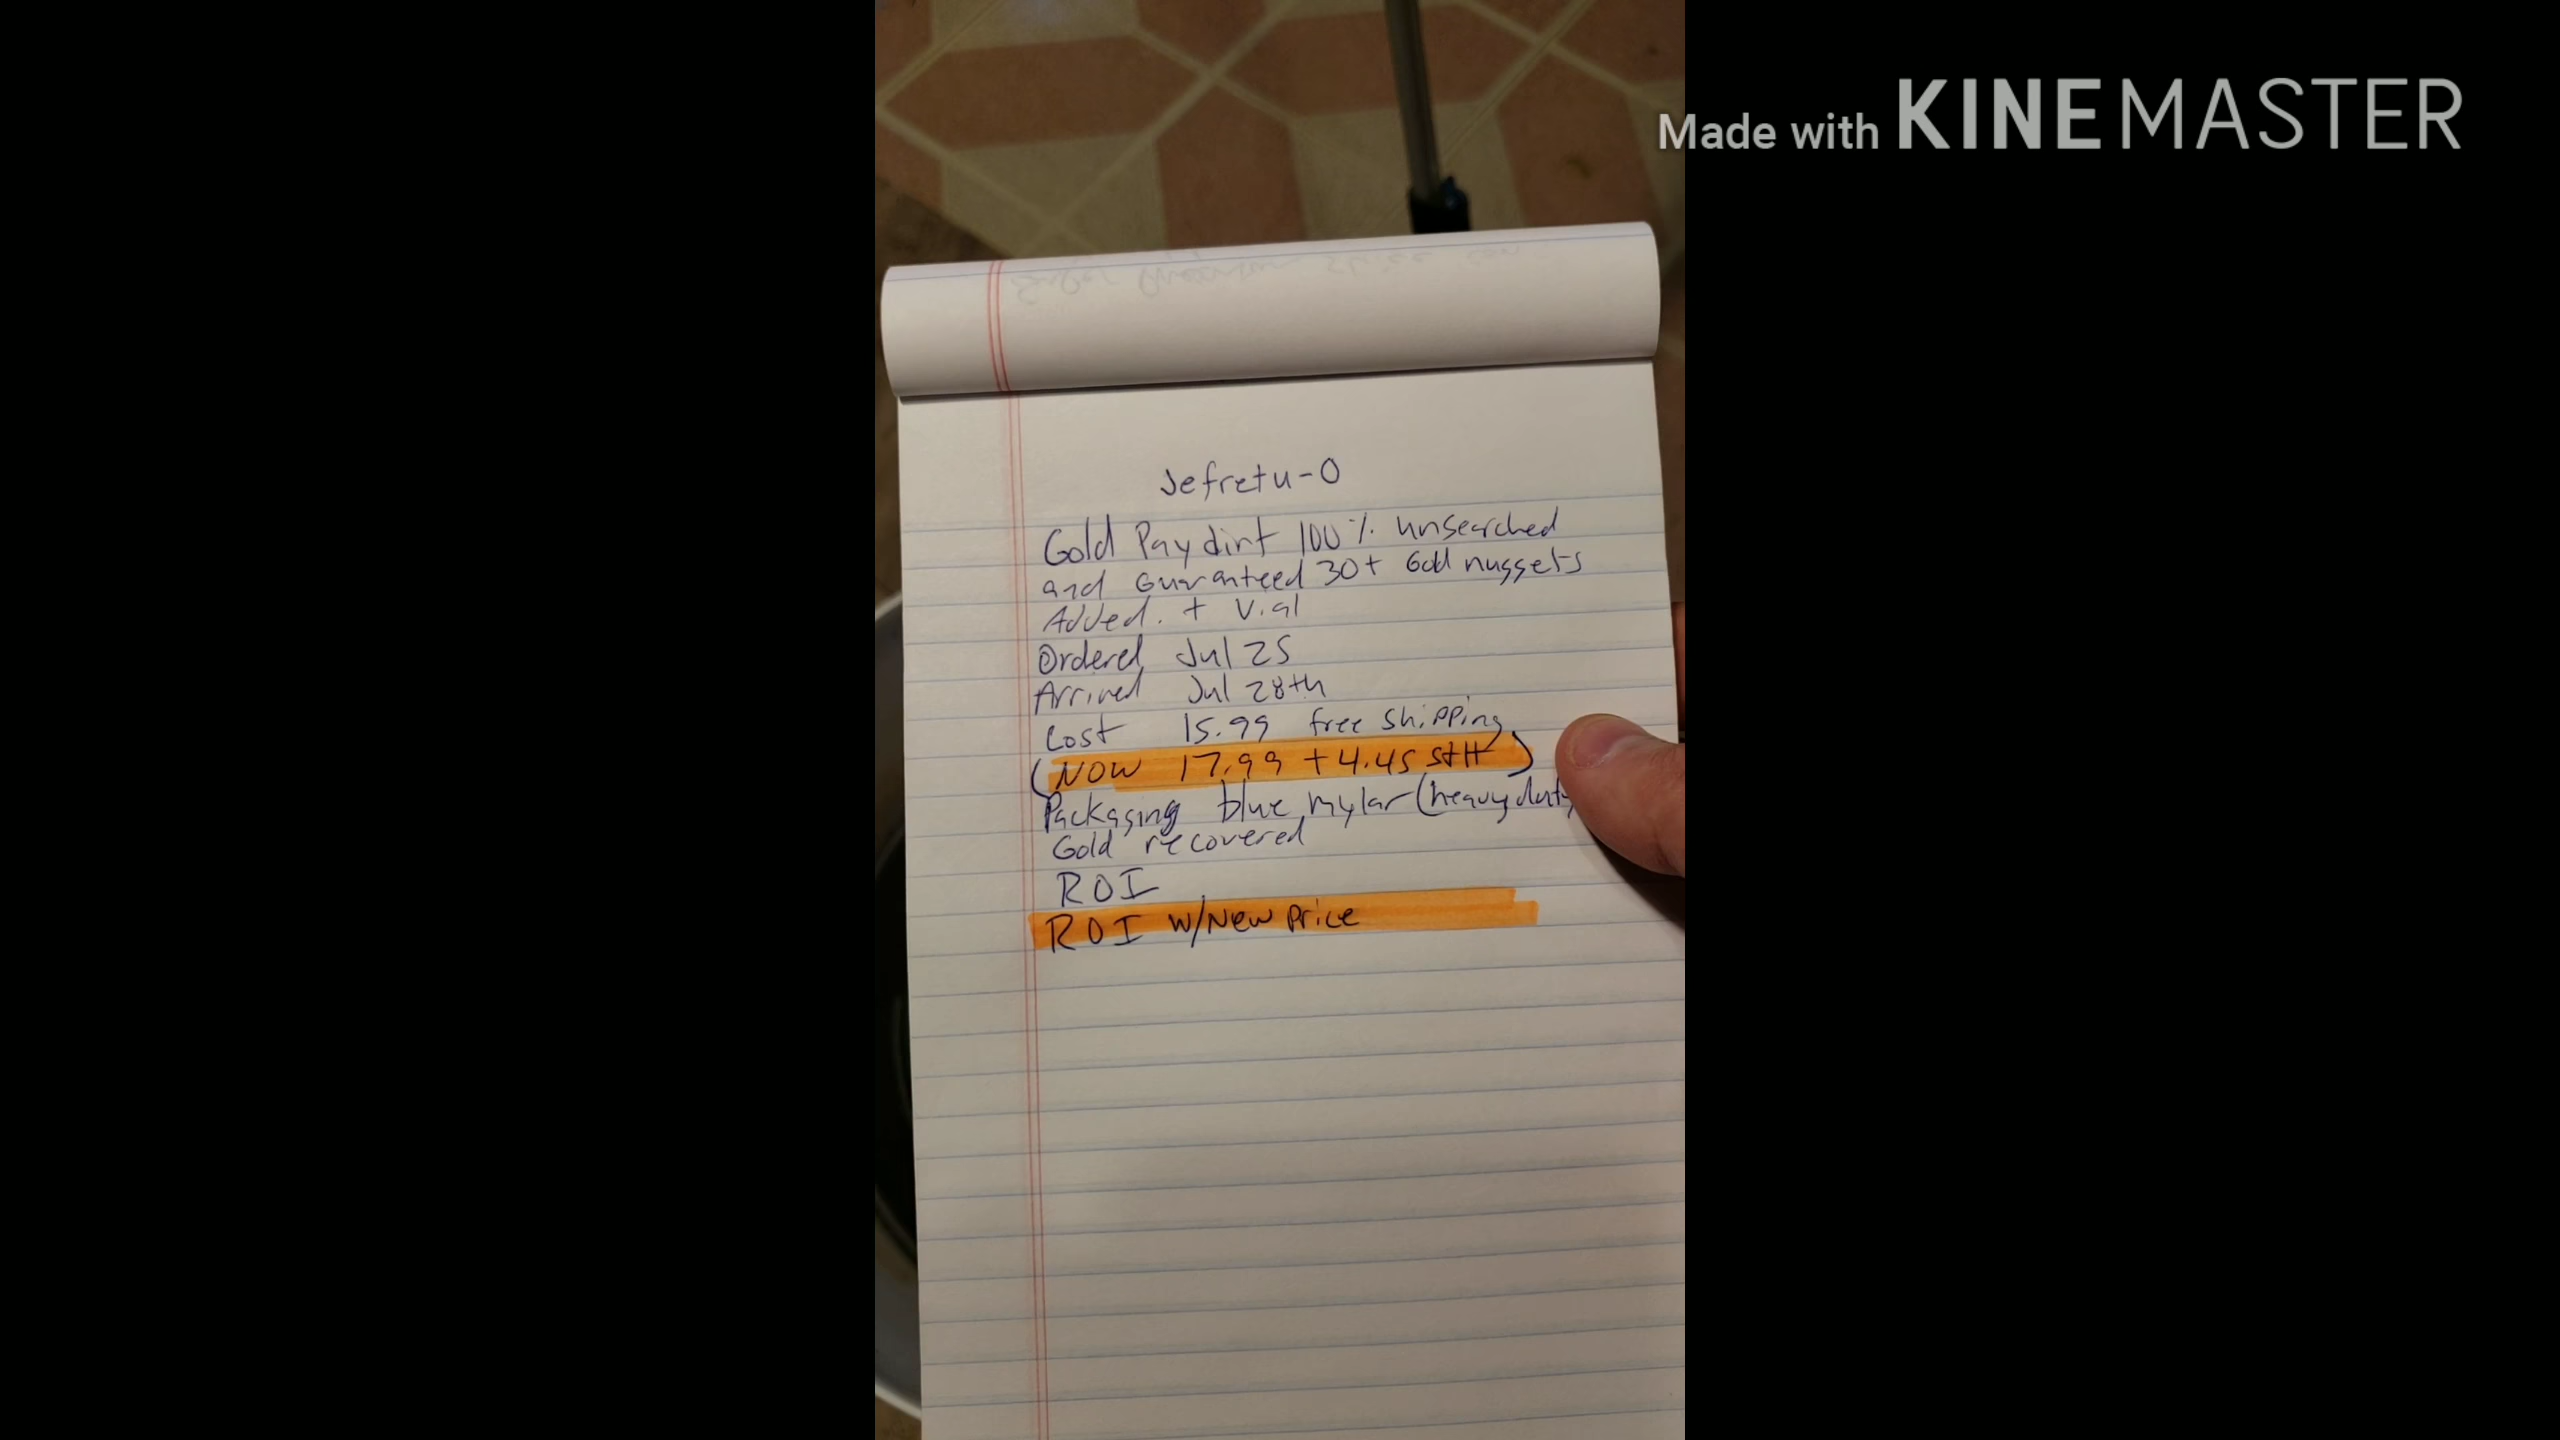 Made with KINEMASTER
Jefretu-0
Gold Paydirt 100% unsearched
and Guaranteed 30+ Gold nuggets
Added. + Vial
Ordered Jul 25
Arrived Jul 28th
Cost 15.99 free shipping
(NOW 17.99 + 4.45 S+H)
Packaging blue mylar (heavy duty
Gold recovered
ROI
ROI w/New price